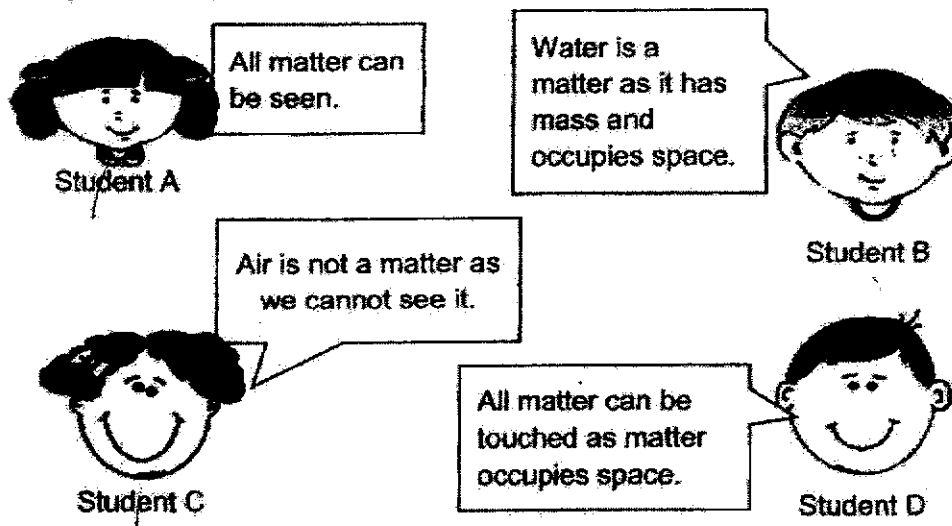 All matter can
be seen.
Student A
Water is a
matter as it has
mass and
occupies space.
Student B
Air is not a matter as
we cannot see it.
Student C
All matter can be
touched as matter
occupies space.
Student D